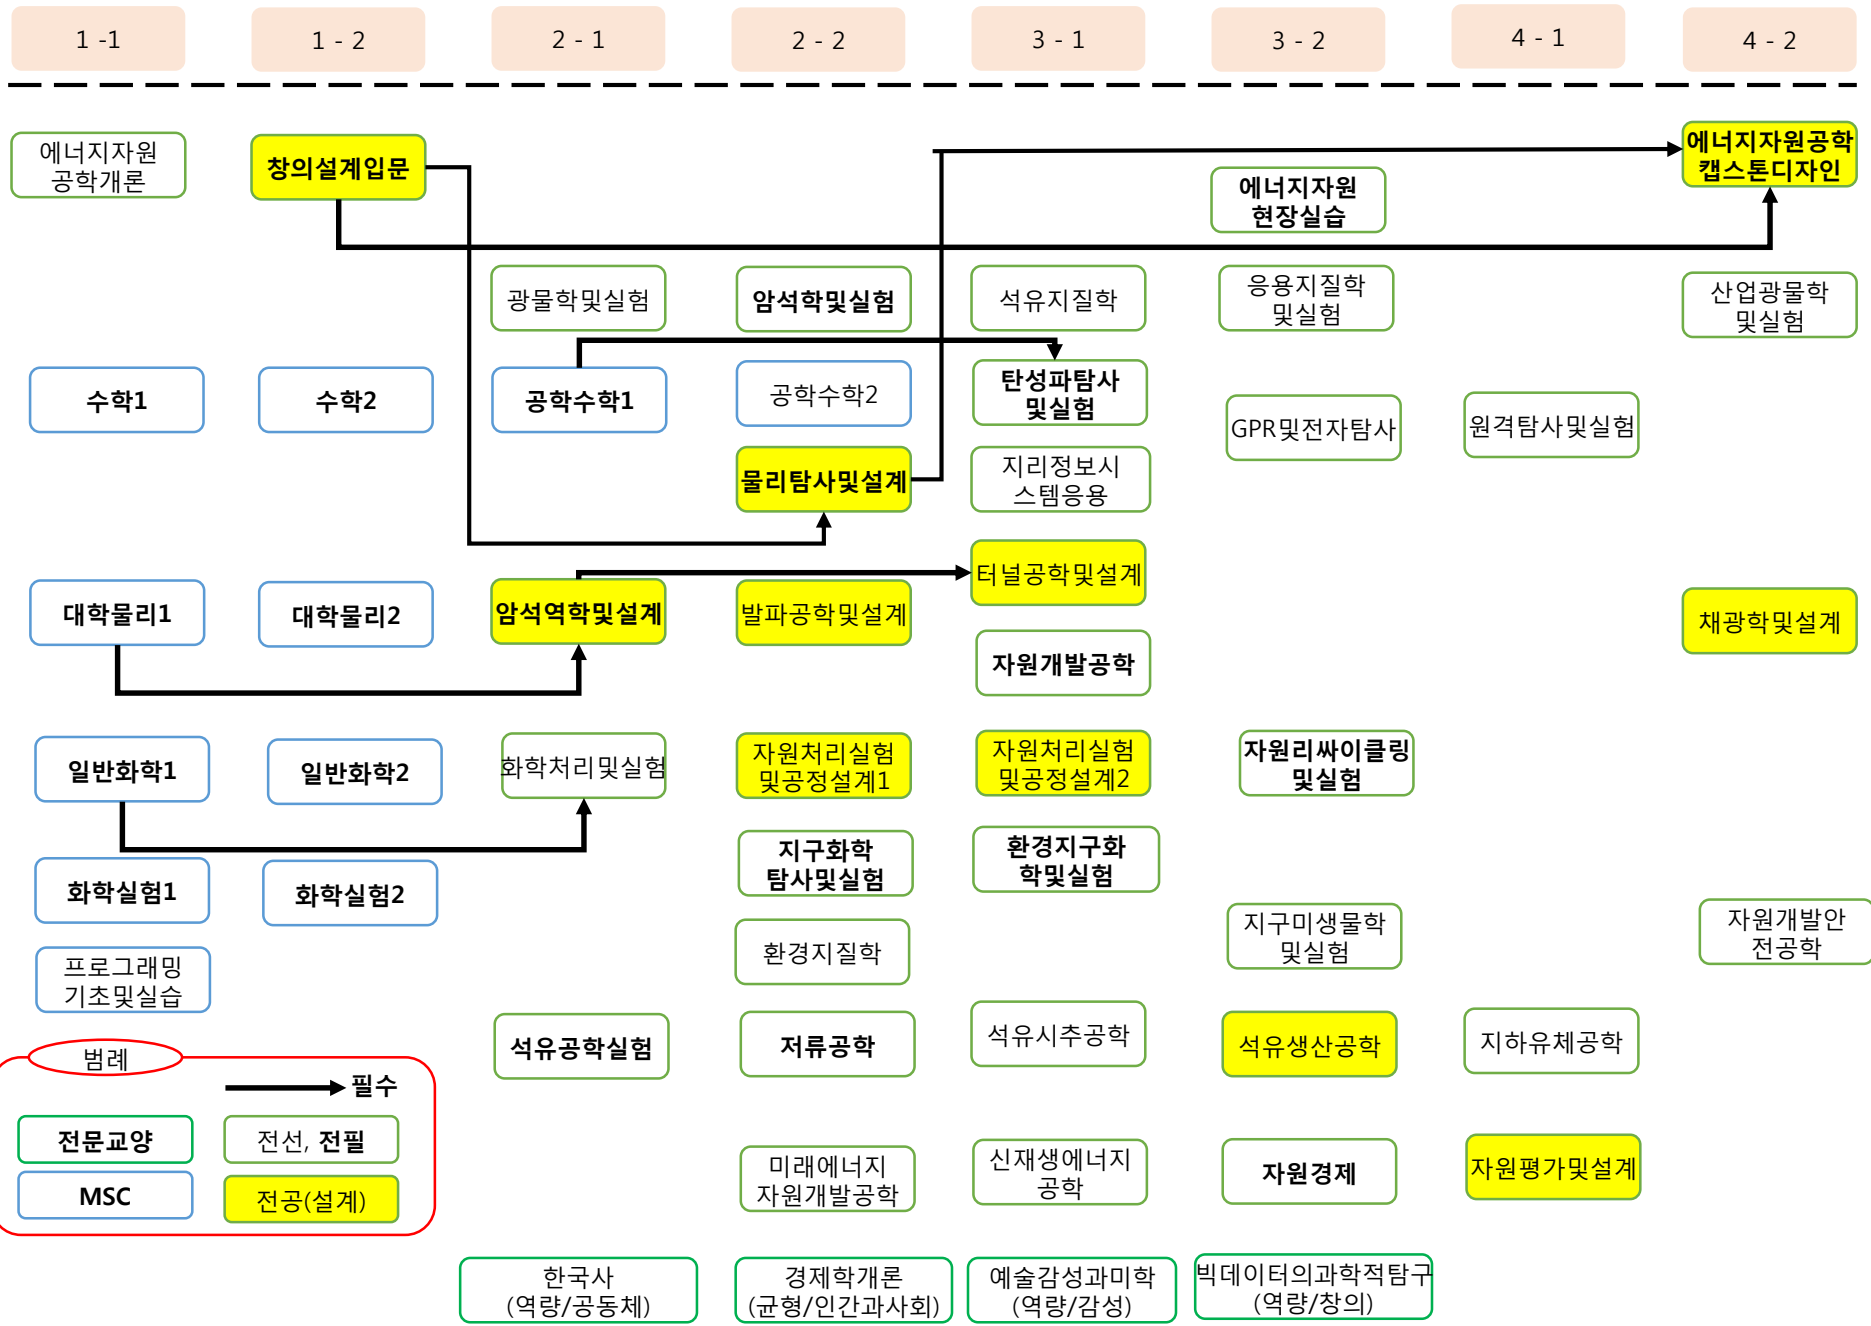 1 -1
1 - 2
2 - 1
2 - 2
3 - 1
3 - 2
4 - 1
4 - 2
에너지자원
공학개론
창의설계입문
에너지자원
현장실습
에너지자원공학
캡스톤디자인
광물학및실험
암석학및실험
석유지질학
응용지질학
및실험
산업광물학
및실험
수학1
수학2
공학수학1
공학수학2
탄성파탐사
및실험
GPR및전자탐사
원격탐사및실험
물리탐사및설계
지리정보시
스템응용
터널공학및설계
대학물리1
대학물리2
암석역학및설계
발파공학및설계
채광학및설계
자원개발공학
일반화학1
일반화학2
화학처리및실험
자원처리실험
및공정설계1
자원처리실험
및공정설계2
자원리싸이클링
및실험
화학실험1
화학실험2
지구화학
탐사및실험
환경지구화
학및실험
프로그래밍
기초및실습
환경지질학
지구미생물학
및실험
자원개발안
전공학
석유공학실험
저류공학
석유시추공학
석유생산공학
지하유체공학
범례
필수
전문교양
전선, 전필
MSC
전공(설계)
미래에너지
자원개발공학
신재생에너지
공학
자원경제
자원평가및설계
한국사
(역량/공동체)
경제학개론
(균형/인간과사회)
예술감성과미학
(역량/감성)
빅데이터의과학적탐구
(역량/창의)